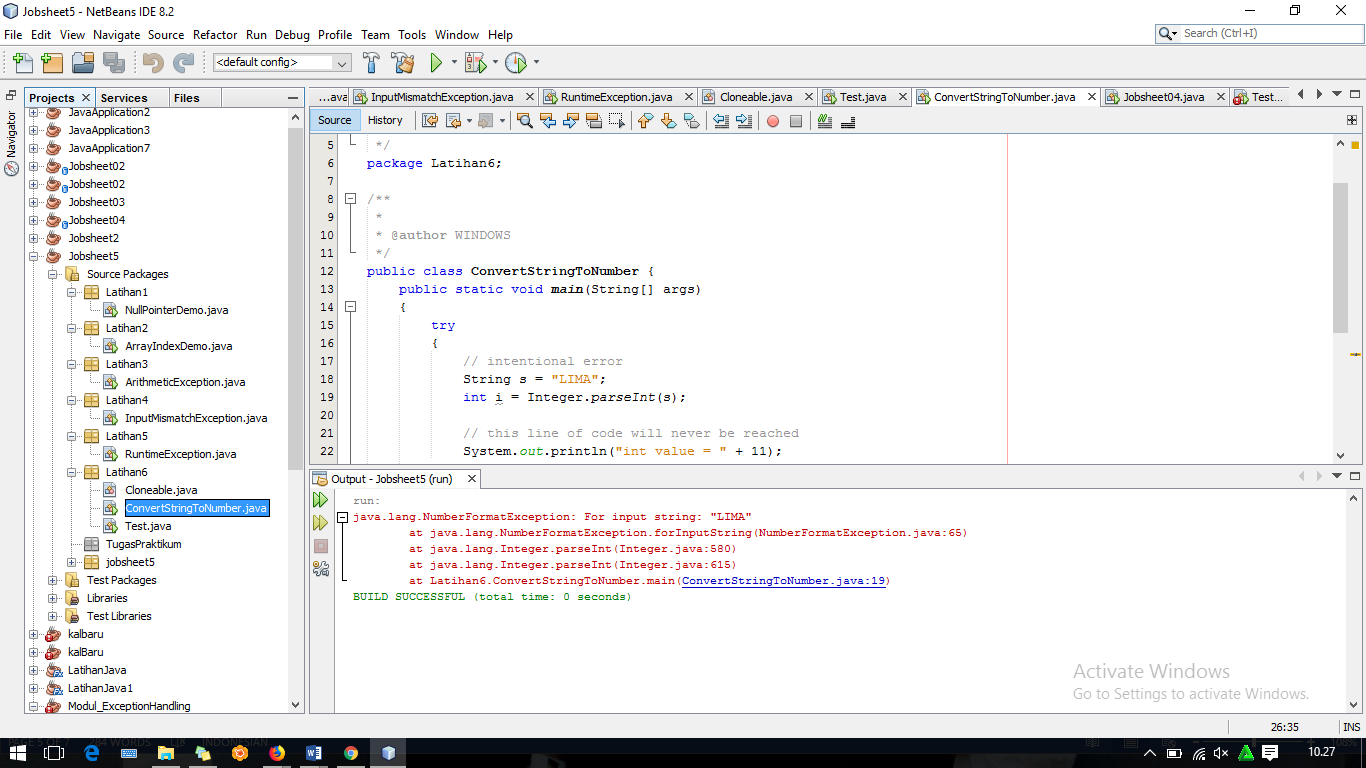 Jobsheet5 - NetBeans IDE 8.2
File Edit View Navigate Source Refactor Run Debug Profile Team Tools Window Help
Search (Ctrl+I)
<default config>
Navigator
Projects Services Files
JavaApplication2
JavaApplication3
JavaApplication7
Jobsheet02
Jobsheet02
Jobsheet03
Jobsheet04
Jobsheet2
Jobsheet5
Source Packages
Latihan1
NullPointerDemo.java
Latihan2
ArrayIndexDemo.java
Latihan3
ArithmeticException.java
Latihan4
InputMismatchException.java
Latihan5
RuntimeException.java
Latihan6
Cloneable.java
ConvertStringToNumber.java
Test.java
TugasPraktikum
jobsheet5
Test Packages
Libraries
Test Libraries
kalbaru
kalBaru
LatihanJava
LatihanJava1
Modul_ExceptionHandling
...ava InputMismatchException.java RuntimeException.java Cloneable.java Test.java ConvertStringToNumber.java Jobsheet04.java Test...
Source History
5 */
6 package Latihan6;
7
8 /**
9 *
10 * @author WINDOWS
11 */
12 public class ConvertStringToNumber {
13 public static void main(String[] args)
14 {
15 try
16 {
17 // intentional error
18 String s = "LIMA";
19 int i = Integer.parseInt(s);
20
21 // this line of code will never be reached
22 System.out.println("int value = " + 11);
Output - Jobsheet5 (run)
run:
java.lang.NumberFormatException: For input string: "LIMA"
at java.lang.NumberFormatException.forInputString(NumberFormatException.java:65)
at java.lang.Integer.parseInt(Integer.java:580)
at java.lang.Integer.parseInt(Integer.java:615)
at Latihan6.ConvertStringToNumber.main(ConvertStringToNumber.java:19)
BUILD SUCCESSFUL (total time: 0 seconds)
Activate Windows
Go to Settings to activate Windows.
26:35 INS
10.27